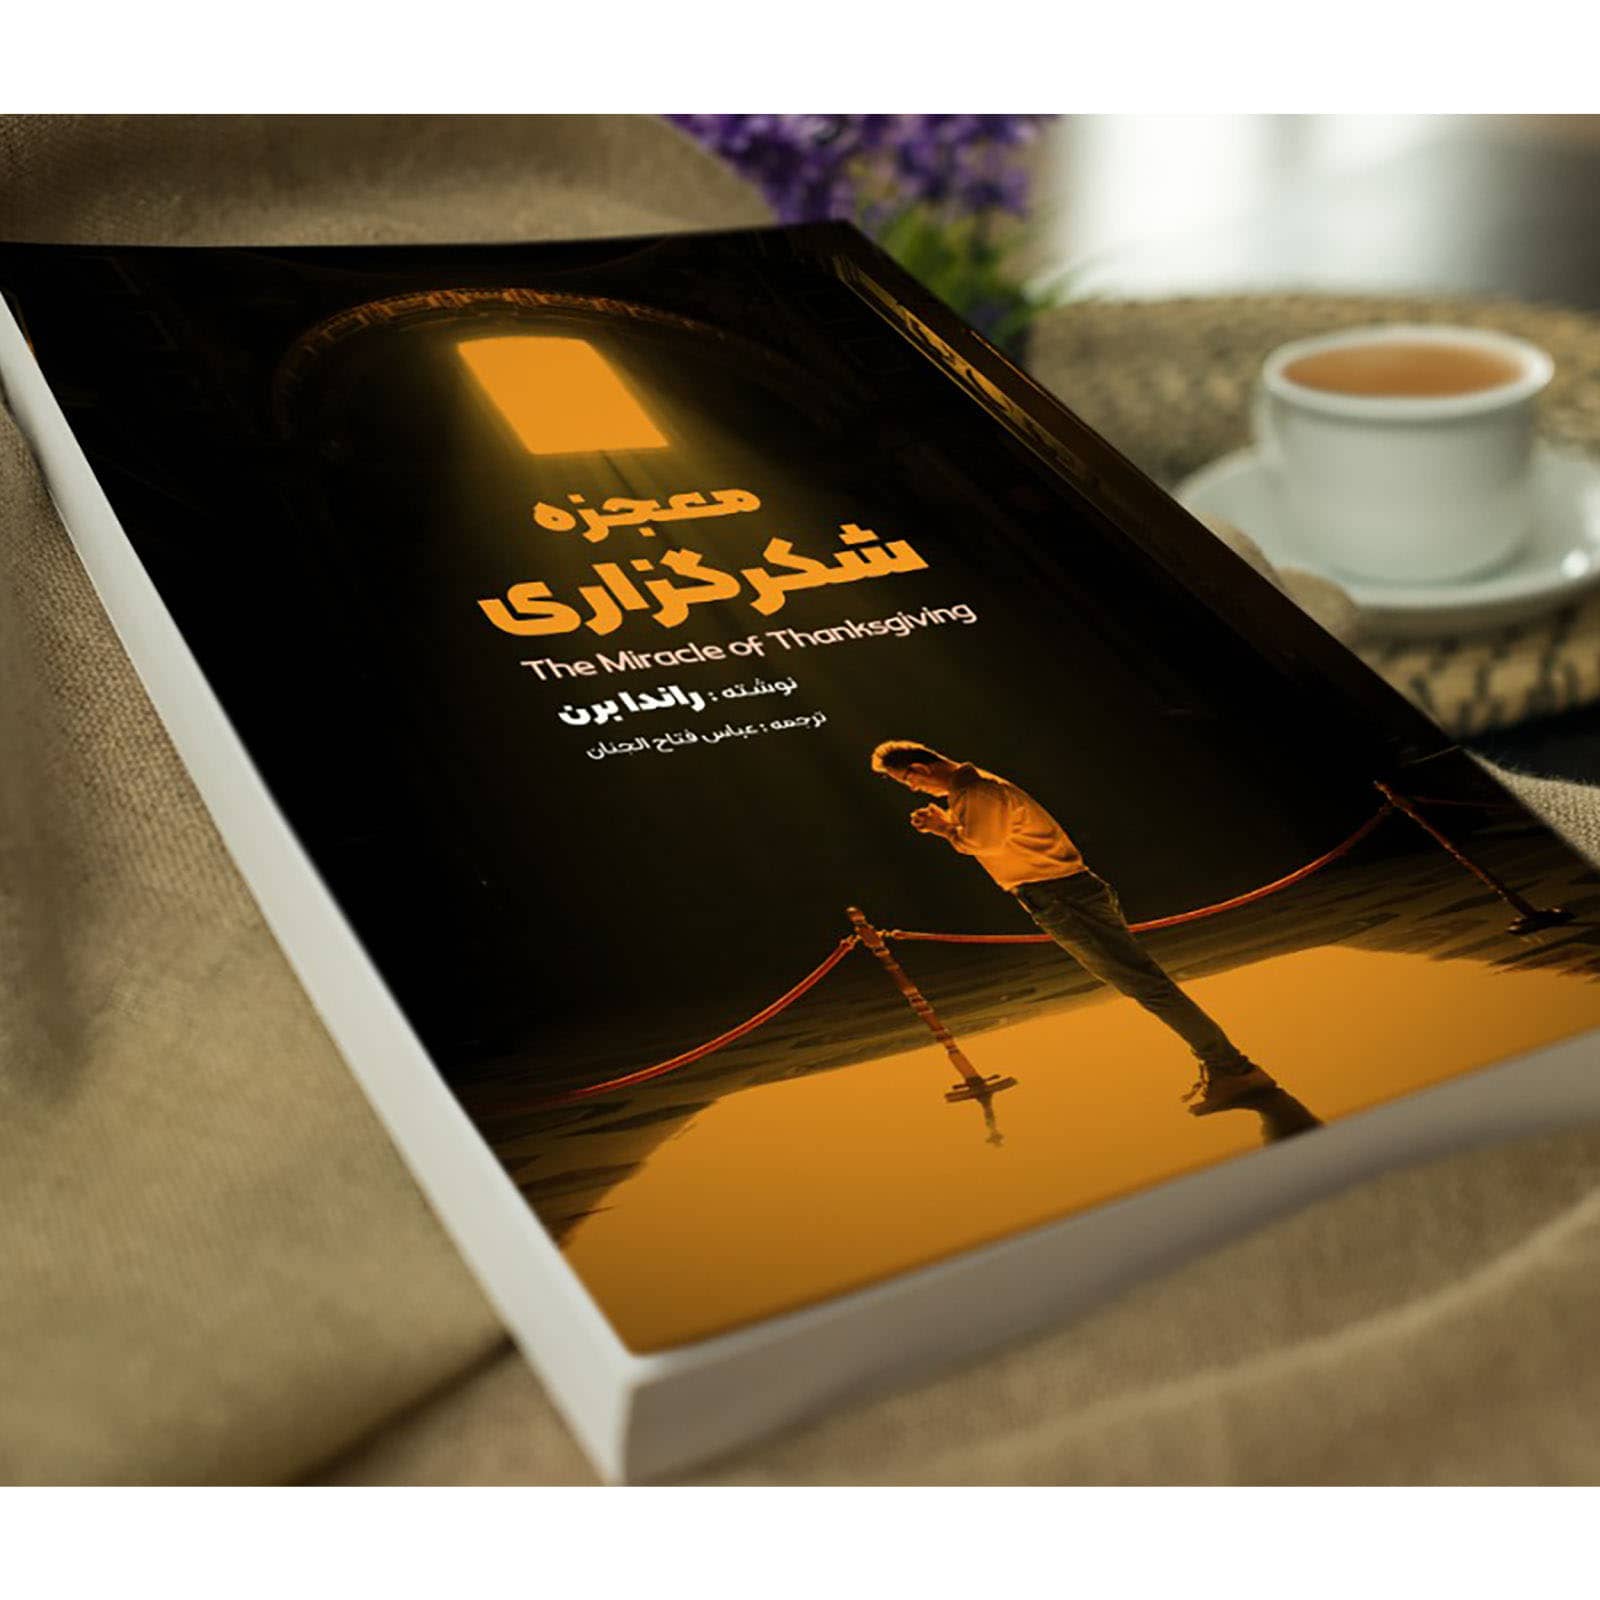 معجزه
شکرگزاری
The Miracle of Thanksgiving
نوشته : راندا برن
ترجمه : عباس فتاح الجنان